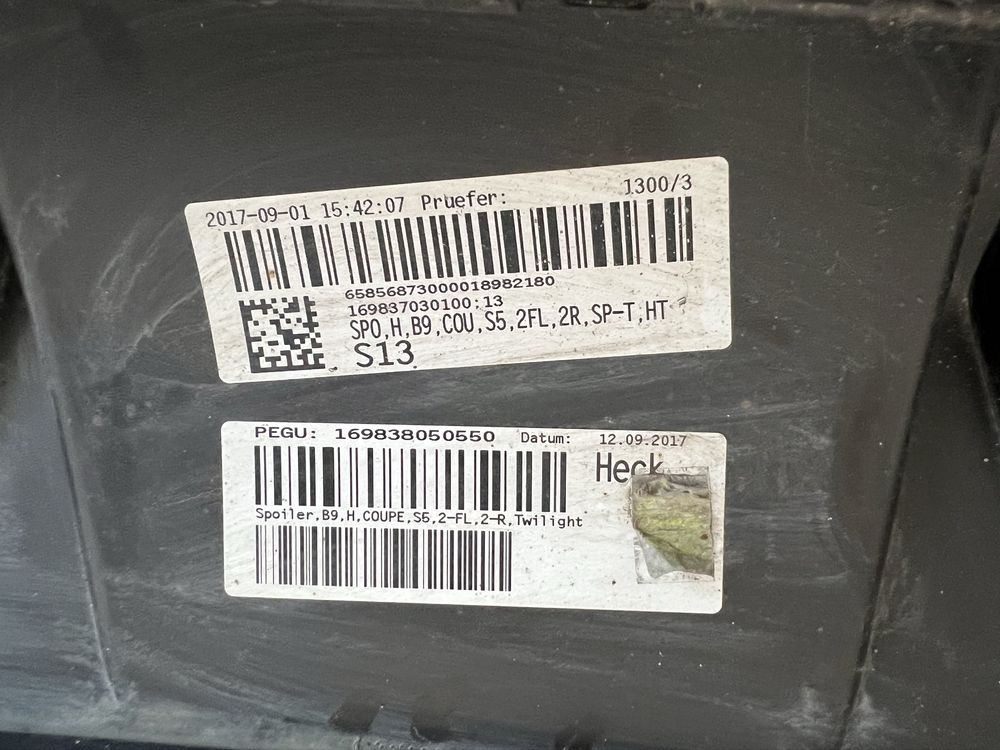 2017-09-01 15:42:07 Pruefer: 1300/3
65856873000018982180
169837030100:13
SPO,H,B9,COU,S5,2FL,2R,SP-T,HT
S13
PEGU: 169838050550 Datum: 12.09.2017
Heck
Spoiler,B9,H,COUPE,S5,2-FL,2-R,Twilight